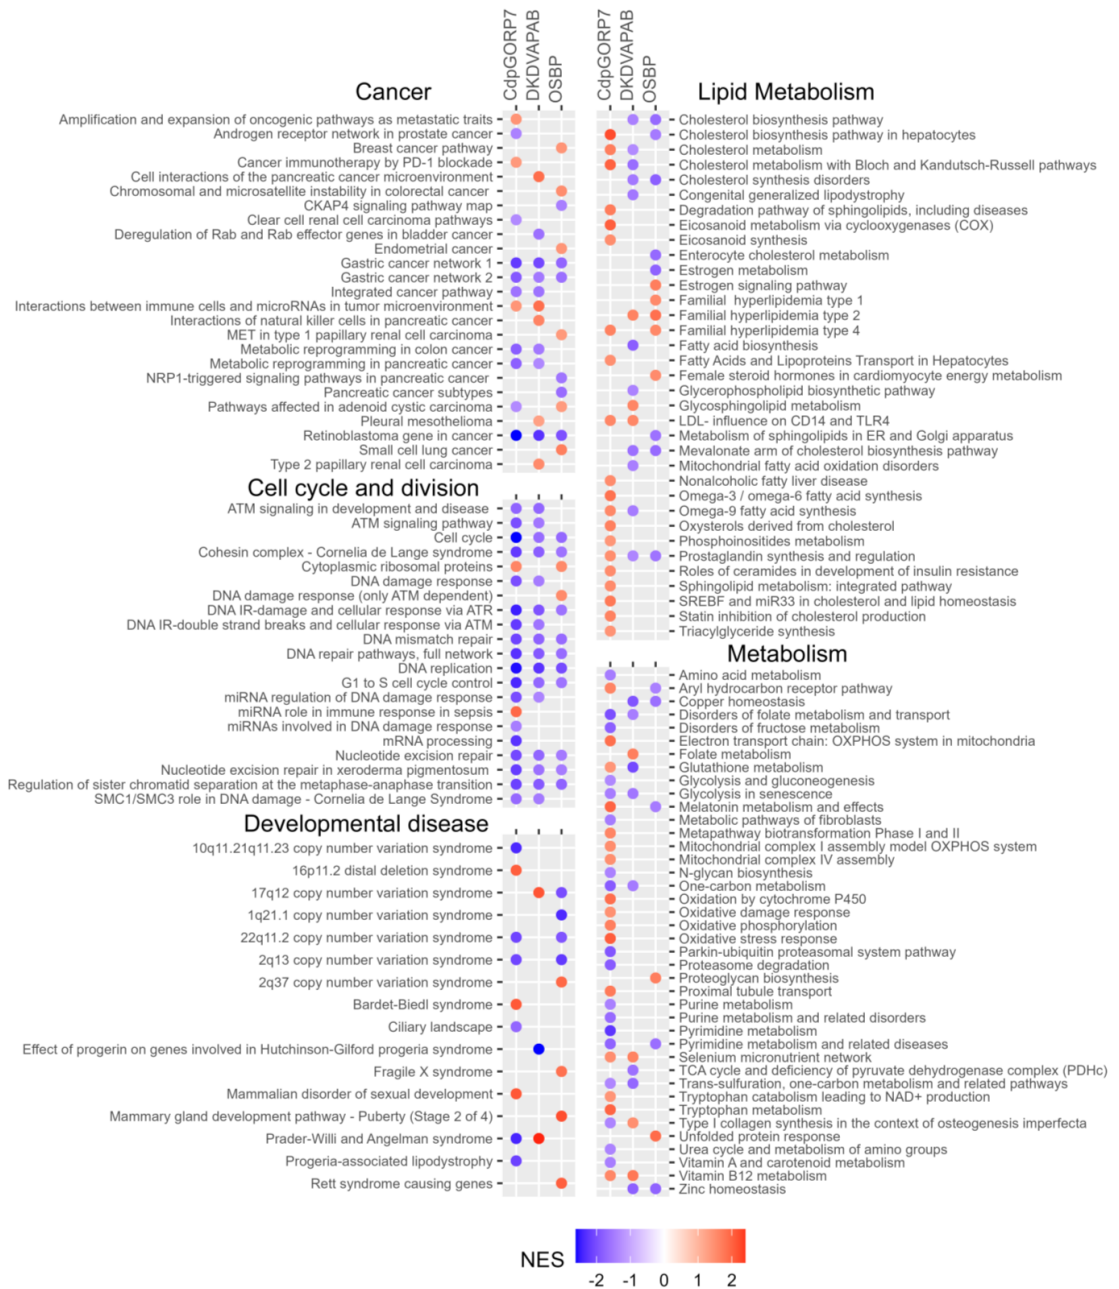 CdpGORP7
DKDVAPAB
OSBP
Cancer
Amplification and expansion of oncogenic pathways as metastatic traits
Androgen receptor network in prostate cancer
Breast cancer pathway
Cancer immunotherapy by PD-1 blockade
Cell interactions of the pancreatic cancer microenvironment
Chromosomal and microsatellite instability in colorectal cancer
CKAP4 signaling pathway map
Clear cell renal cell carcinoma pathways
Deregulation of Rab and Rab effector genes in bladder cancer
Endometrial cancer
Gastric cancer network 1
Gastric cancer network 2
Integrated cancer pathway
Interactions between immune cells and microRNAs in tumor microenvironment
Interactions of natural killer cells in pancreatic cancer
MET in type 1 papillary renal cell carcinoma
Metabolic reprogramming in colon cancer
Metabolic reprogramming in pancreatic cancer
NRP1-triggered signaling pathways in pancreatic cancer
Pancreatic cancer subtypes
Pathways affected in adenoid cystic carcinoma
Pleural mesothelioma
Retinoblastoma gene in cancer
Small cell lung cancer
Type 2 papillary renal cell carcinoma
Cell cycle and division
ATM signaling in development and disease
ATM signaling pathway
Cell cycle
Cohesin complex - Cornelia de Lange syndrome
Cytoplasmic ribosomal proteins
DNA damage response
DNA damage response (only ATM dependent)
DNA IR-damage and cellular response via ATR
DNA IR-double strand breaks and cellular response via ATM
DNA mismatch repair
DNA repair pathways, full network
DNA replication
G1 to S cell cycle control
miRNA regulation of DNA damage response
miRNA role in immune response in sepsis
miRNAs involved in DNA damage response
mRNA processing
Nucleotide excision repair
Nucleotide excision repair in xeroderma pigmentosum
Regulation of sister chromatid separation at the metaphase-anaphase transition
SMC1/SMC3 role in DNA damage - Cornelia de Lange Syndrome
Developmental disease
10q11.21q11.23 copy number variation syndrome
16p11.2 distal deletion syndrome
17q12 copy number variation syndrome
1q21.1 copy number variation syndrome
22q11.2 copy number variation syndrome
2q13 copy number variation syndrome
2q37 copy number variation syndrome
Bardet-Biedl syndrome
Ciliary landscape
Effect of progerin on genes involved in Hutchinson-Gilford progeria syndrome
Fragile X syndrome
Mammalian disorder of sexual development
Mammary gland development pathway - Puberty (Stage 2 of 4)
Prader-Willi and Angelman syndrome
Progeria-associated lipodystrophy
Rett syndrome causing genes
CdpGORP7
DKDVAPAB
OSBP
Lipid Metabolism
Cholesterol biosynthesis pathway
Cholesterol biosynthesis pathway in hepatocytes
Cholesterol metabolism
Cholesterol metabolism with Bloch and Kandutsch-Russell pathways
Cholesterol synthesis disorders
Congenital generalized lipodystrophy
Degradation pathway of sphingolipids, including diseases
Eicosanoid metabolism via cyclooxygenases (COX)
Eicosanoid synthesis
Enterocyte cholesterol metabolism
Estrogen metabolism
Estrogen signaling pathway
Familial  hyperlipidemia type 1
Familial hyperlipidemia type 2
Familial hyperlipidemia type 4
Fatty acid biosynthesis
Fatty Acids and Lipoproteins Transport in Hepatocytes
Female steroid hormones in cardiomyocyte energy metabolism
Glycerophospholipid biosynthetic pathway
Glycosphingolipid metabolism
LDL- influence on CD14 and TLR4
Metabolism of sphingolipids in ER and Golgi apparatus
Mevalonate arm of cholesterol biosynthesis pathway
Mitochondrial fatty acid oxidation disorders
Nonalcoholic fatty liver disease
Omega-3 / omega-6 fatty acid synthesis
Omega-9 fatty acid synthesis
Oxysterols derived from cholesterol
Phosphoinositides metabolism
Prostaglandin synthesis and regulation
Roles of ceramides in development of insulin resistance
Sphingolipid metabolism: integrated pathway
SREBF and miR33 in cholesterol and lipid homeostasis
Statin inhibition of cholesterol production
Triacylglyceride synthesis
Metabolism
Amino acid metabolism
Aryl hydrocarbon receptor pathway
Copper homeostasis
Disorders of folate metabolism and transport
Disorders of fructose metabolism
Electron transport chain: OXPHOS system in mitochondria
Folate metabolism
Glutathione metabolism
Glycolysis and gluconeogenesis
Glycolysis in senescence
Melatonin metabolism and effects
Metabolic pathways of fibroblasts
Metapathway biotransformation Phase I and II
Mitochondrial complex I assembly model OXPHOS system
Mitochondrial complex IV assembly
N-glycan biosynthesis
One-carbon metabolism
Oxidation by cytochrome P450
Oxidative damage response
Oxidative phosphorylation
Oxidative stress response
Parkin-ubiquitin proteasomal system pathway
Proteasome degradation
Proteoglycan biosynthesis
Proximal tubule transport
Purine metabolism
Purine metabolism and related disorders
Pyrimidine metabolism
Pyrimidine metabolism and related diseases
Selenium micronutrient network
TCA cycle and deficiency of pyruvate dehydrogenase complex (PDHc)
Trans-sulfuration, one-carbon metabolism and related pathways
Tryptophan catabolism leading to NAD+ production
Tryptophan metabolism
Type I collagen synthesis in the context of osteogenesis imperfecta
Unfolded protein response
Urea cycle and metabolism of amino groups
Vitamin A and carotenoid metabolism
Vitamin B12 metabolism
Zinc homeostasis
NES
-2 -1 0 1 2